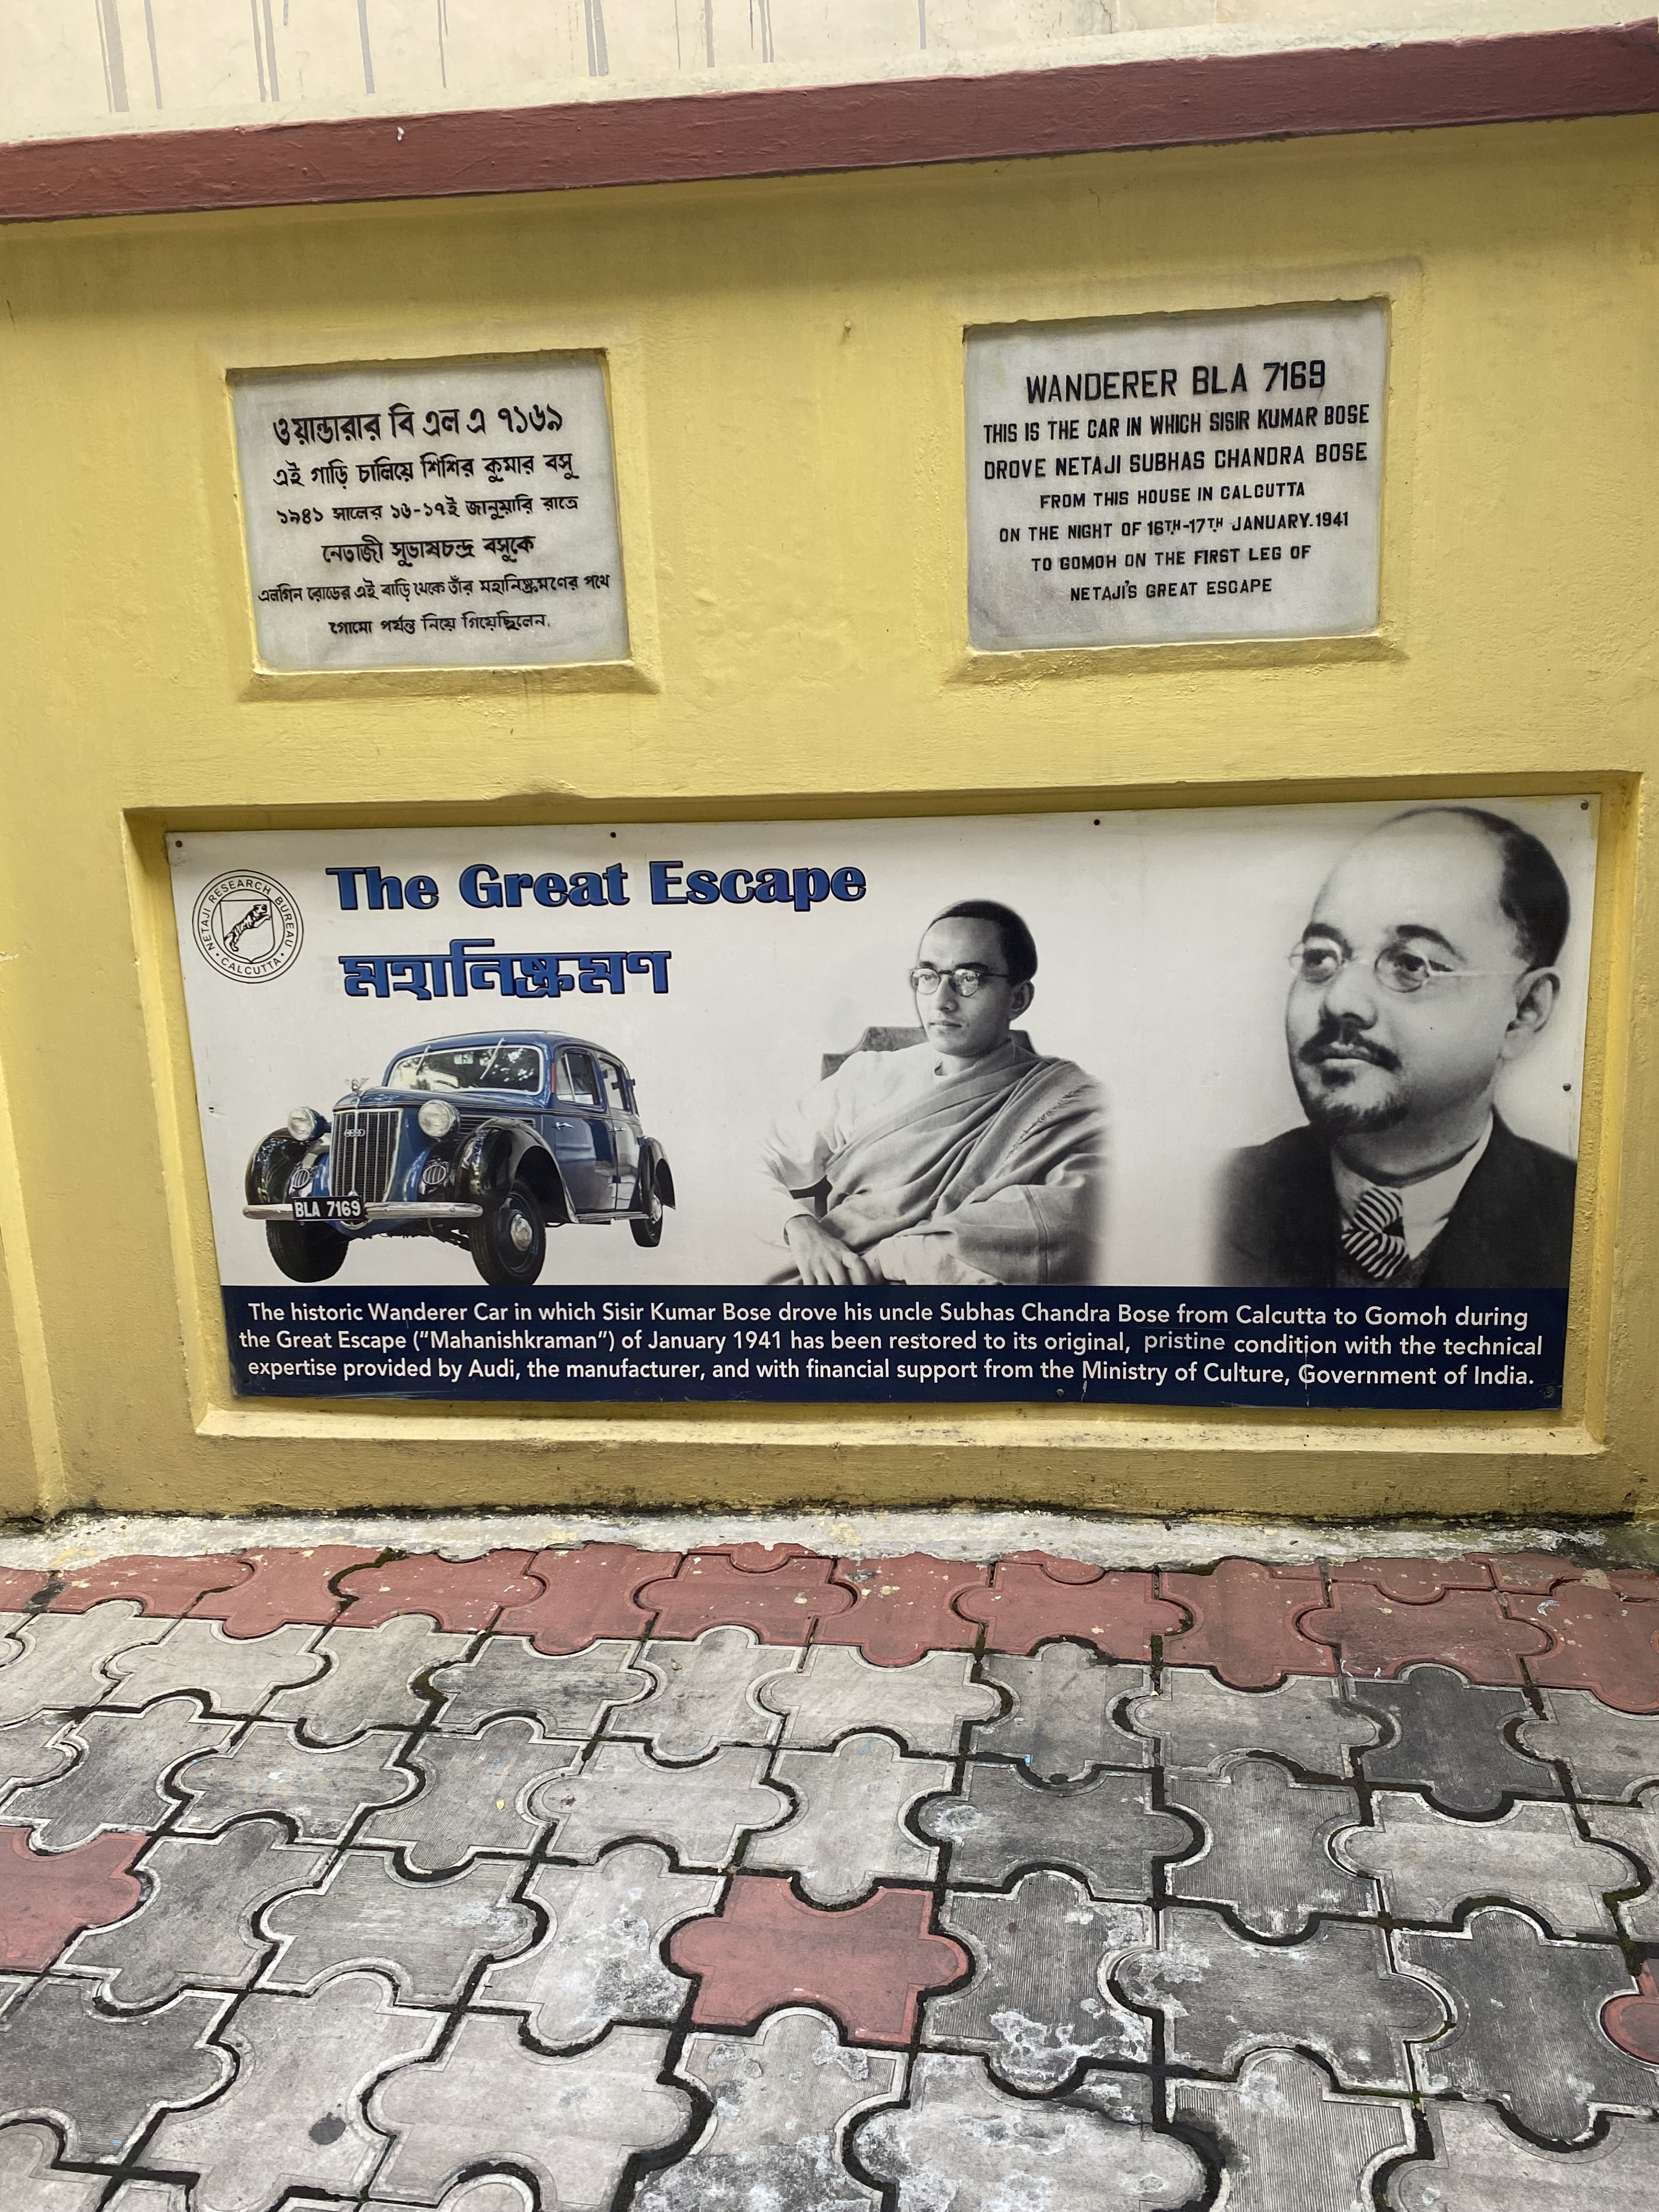 ওয়ান্ডারার বি এল এ ৭১৬৯
এই গাড়ি চালিয়ে শিশির কুমার বসু
১৯৪১ সালের ১৬-১৭ই জানুয়ারি রাত্রে
নেতাজী সুভাষচন্দ্র বসুকে
এলগিন রোডের এই বাড়ি থেকে তাঁর মহানিষ্ক্রমণের পথে
গোমো পর্যন্ত নিয়ে গিয়েছিলেন.
WANDERER BLA 7169
THIS IS THE CAR IN WHICH SISIR KUMAR BOSE
DROVE NETAJI SUBHAS CHANDRA BOSE
FROM THIS HOUSE IN CALCUTTA
ON THE NIGHT OF 16TH-17TH JANUARY.1941
TO GOMOH ON THE FIRST LEG OF
NETAJI'S GREAT ESCAPE
NETAJI RESEARCH BUREAU
• CALCUTTA •
The Great Escape
মহানিষ্ক্রমণ
BLA 7169
The historic Wanderer Car in which Sisir Kumar Bose drove his uncle Subhas Chandra Bose from Calcutta to Gomoh during
the Great Escape ("Mahanishkraman") of January 1941 has been restored to its original, pristine condition with the technical
expertise provided by Audi, the manufacturer, and with financial support from the Ministry of Culture, Government of India.